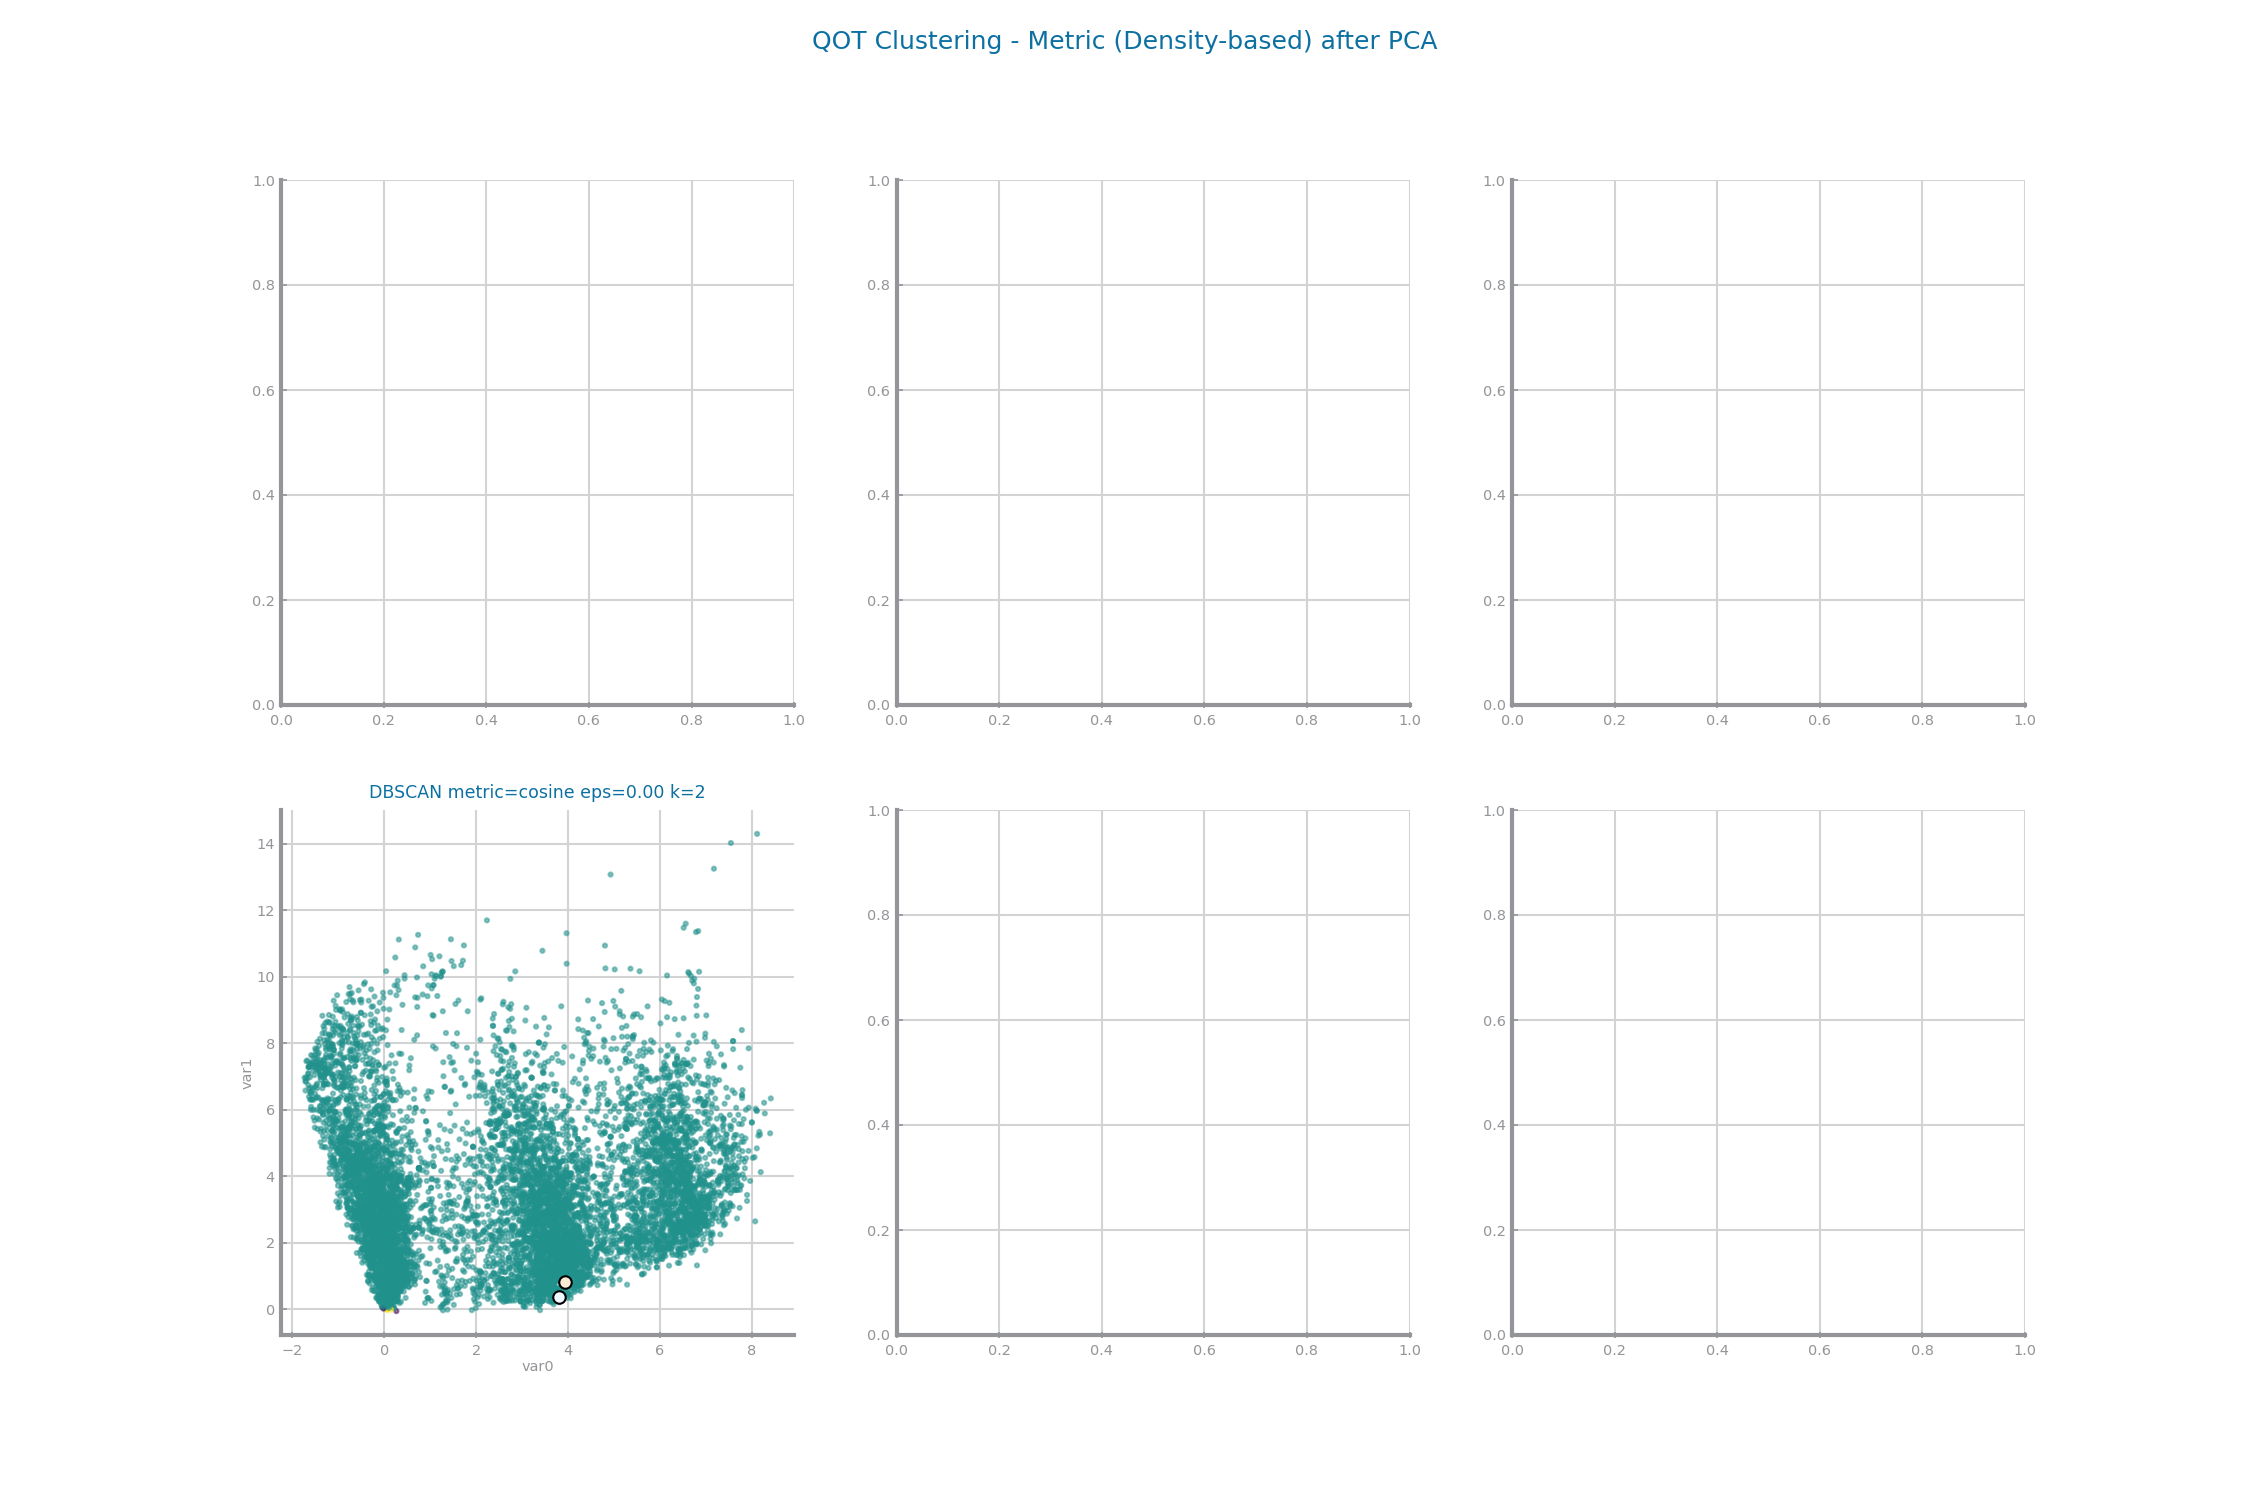 QOT Clustering - Metric (Density-based) after PCA
1.0 1.0 1.0
0.8 0.8 0.8
0.6 0.6 0.6
0.4 0.4 0.4
0.2 0.2 0.2
0.0 0.0 0.0
0.0 0.2 0.4 0.6 0.8 1.0 0.0 0.2 0.4 0.6 0.8 1.0 0.0 0.2 0.4 0.6 0.8 1.0
DBSCAN metric=cosine eps=0.00 k=2
14
12
10
8
6
4
2
0
var1
−2 0 2 4 6 8
var0
1.0 1.0
0.8 0.8
0.6 0.6
0.4 0.4
0.2 0.2
0.0 0.0
0.0 0.2 0.4 0.6 0.8 1.0 0.0 0.2 0.4 0.6 0.8 1.0